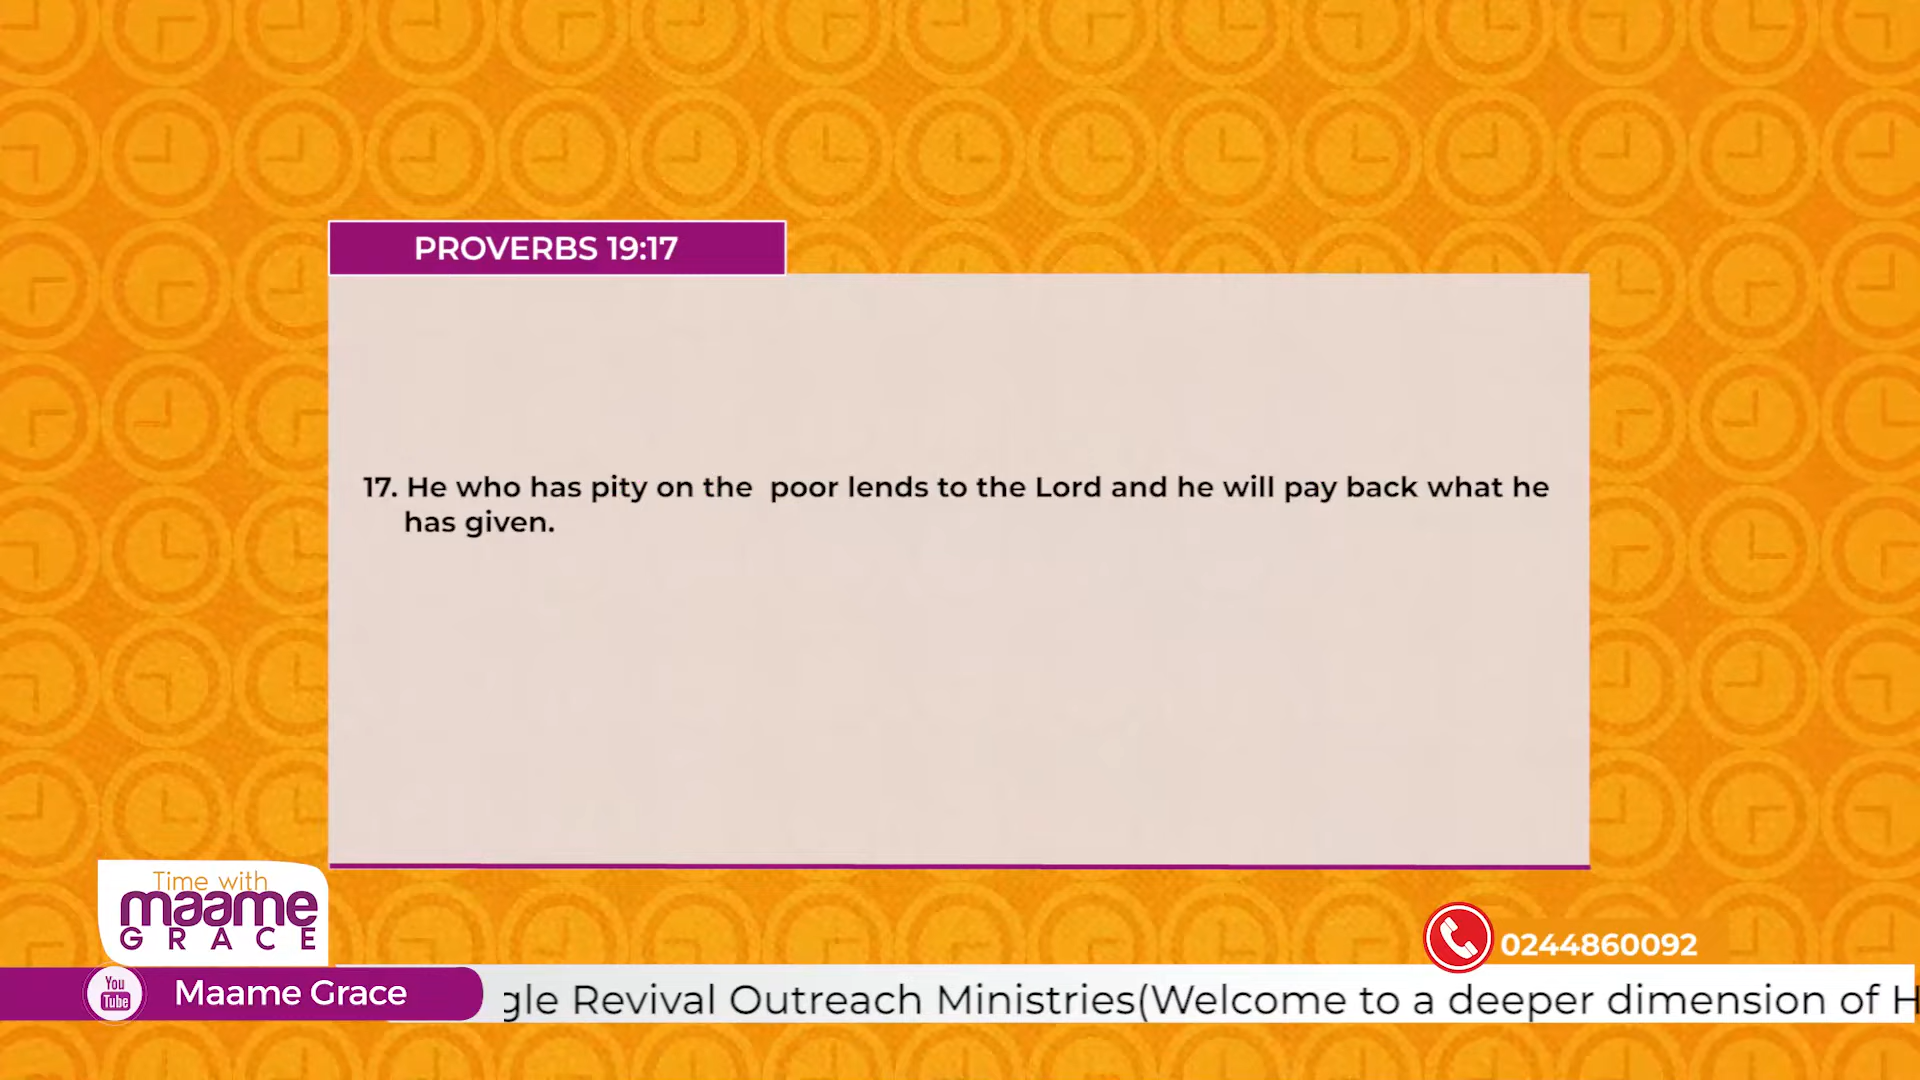 PROVERBS 19:17
17. He who has pity on the poor lends to the Lord and he will pay back what he
has given.
Time with
maame
GRACE
0244860092
You
Tube
Maame Grace
gle Revival Outreach Ministries(Welcome to a deeper dimension of H